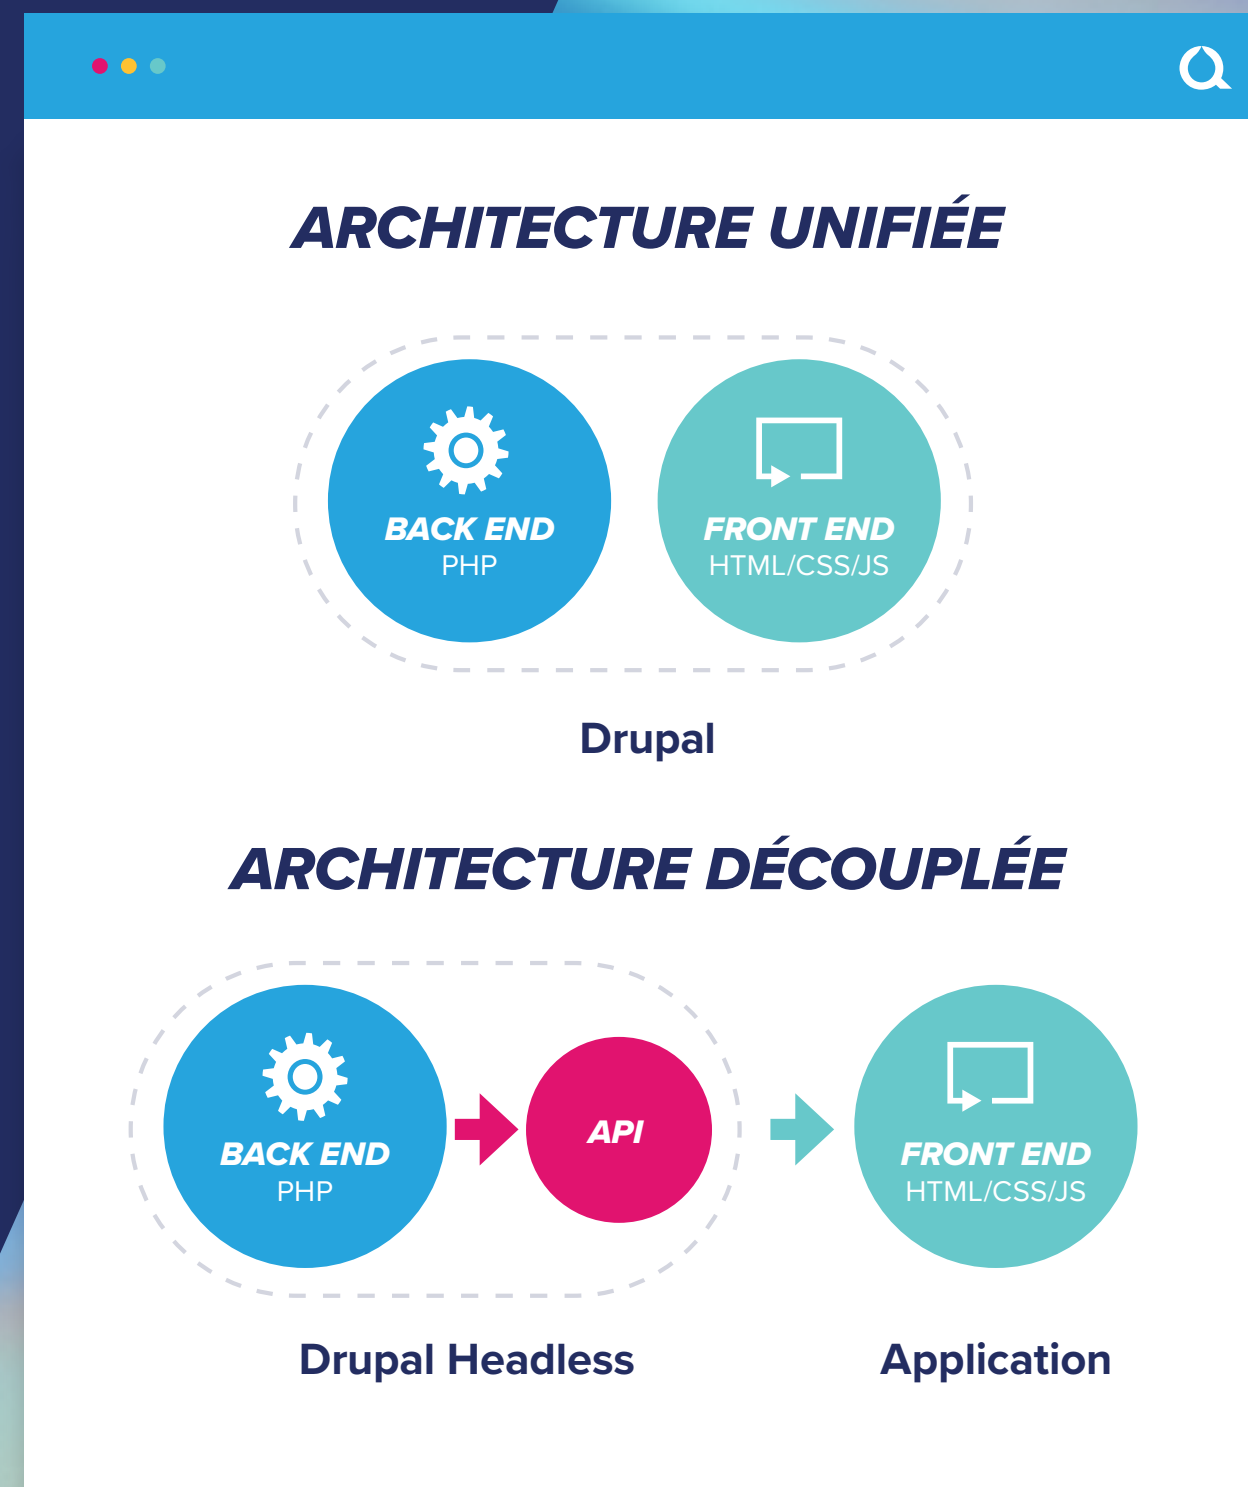 ARCHITECTURE UNIFIÉE
BACK END
PHP
FRONT END
HTML/CSS/JS
Drupal
ARCHITECTURE DÉCOUPLÉE
BACK END
PHP
API
FRONT END
HTML/CSS/JS
Drupal Headless
Application